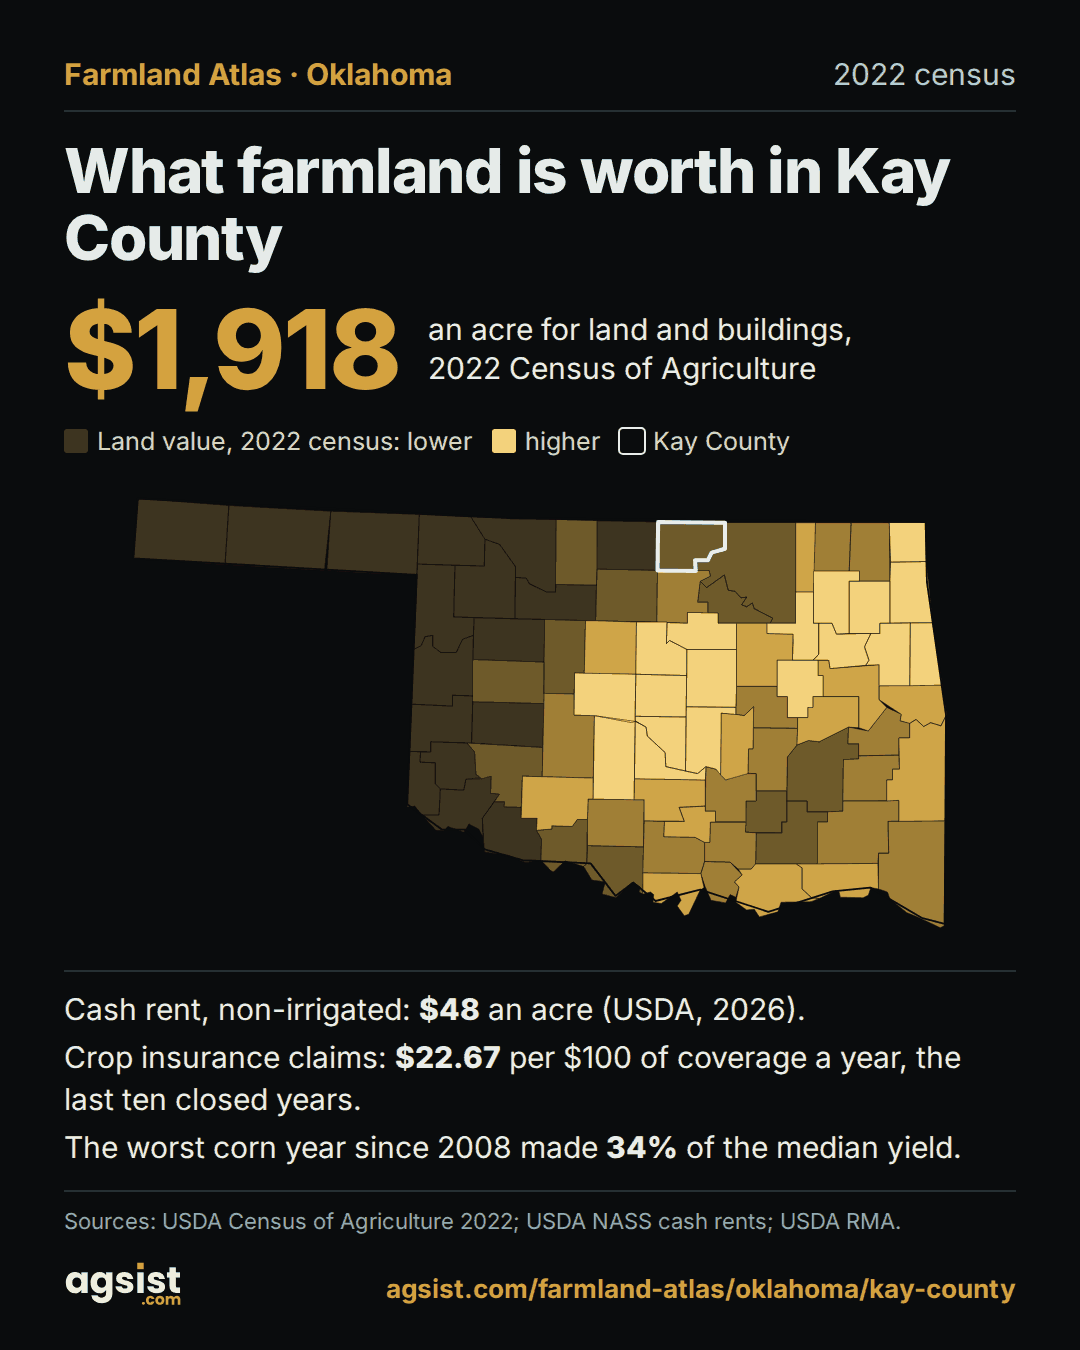 Farmland Atlas · Oklahoma
2022 census
What farmland is worth in Kay
County
$1,918
an acre for land and buildings,
2022 Census of Agriculture
Land value, 2022 census: lower
higher
Kay County
Cash rent, non-irrigated: $48 an acre (USDA, 2026).
Crop insurance claims: $22.67 per $100 of coverage a year, the
last ten closed years.
The worst corn year since 2008 made 34% of the median yield.
Sources: USDA Census of Agriculture 2022; USDA NASS cash rents; USDA RMA.
agsist
.com
agsist.com/farmland-atlas/oklahoma/kay-county